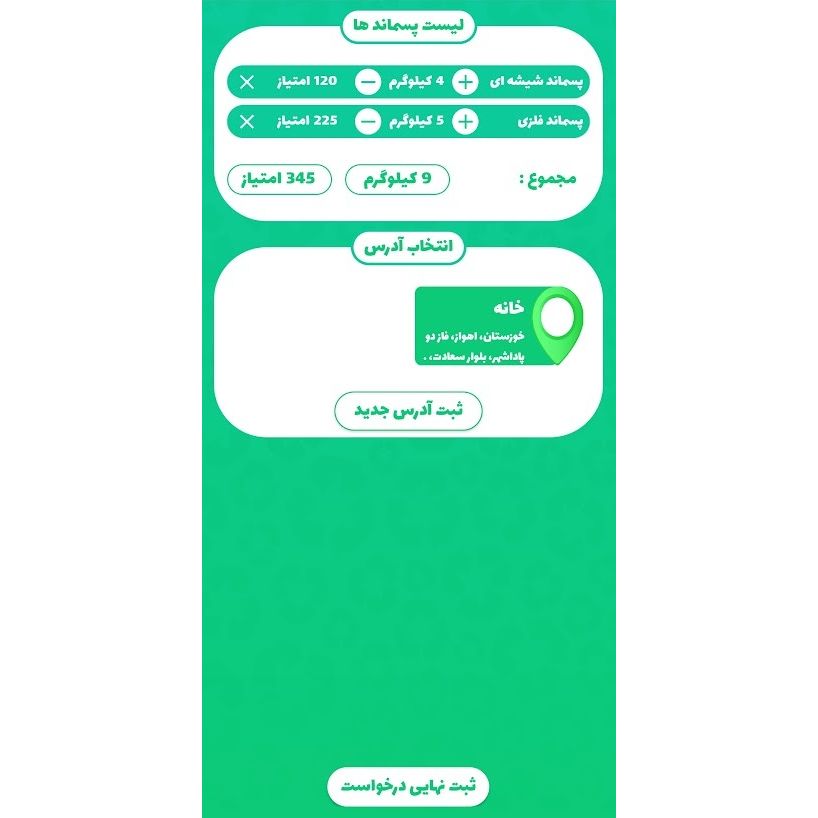 لیست پسماند ها
پسماند شیشه ای + 4 کیلوگرم − 120 امتیاز ×
پسماند فلزی + 5 کیلوگرم − 225 امتیاز ×
مجموع : 9 کیلوگرم 345 امتیاز
انتخاب آدرس
خانه
خوزستان، اهواز، فاز دو
پاداشهر، بلوار سعادت، .
ثبت آدرس جدید
ثبت نهایی درخواست